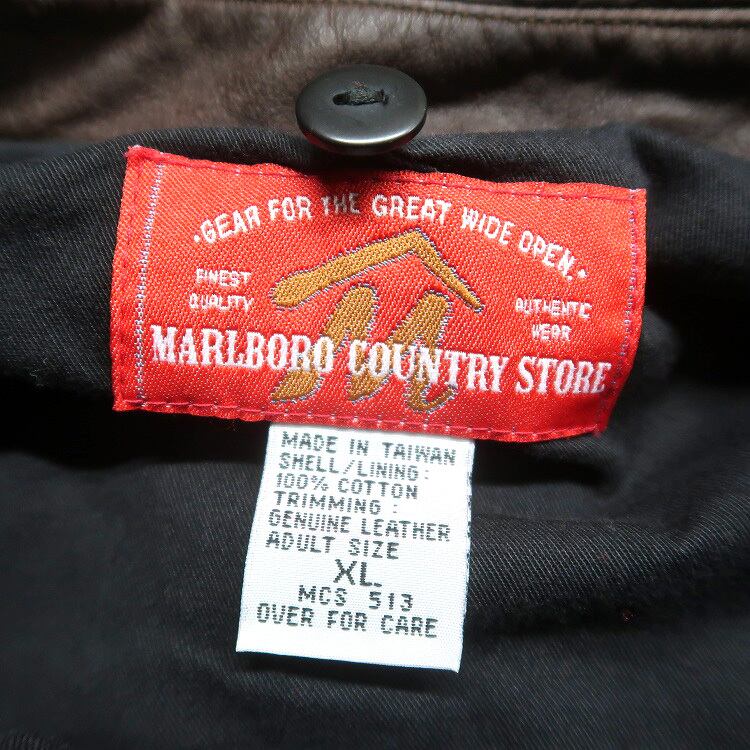 ·GEAR FOR THE GREAT WIDE OPEN.·
FINEST
QUALITY
AUTHENTC
WEAR
MARLBORO COUNTRY STORE
MADE IN TAIWAN
SHELL/LINING:
100% COTTON
TRIMMING:
GENUINE LEATHER
ADULT SIZE
XL
MCS 513
OVER FOR CARE